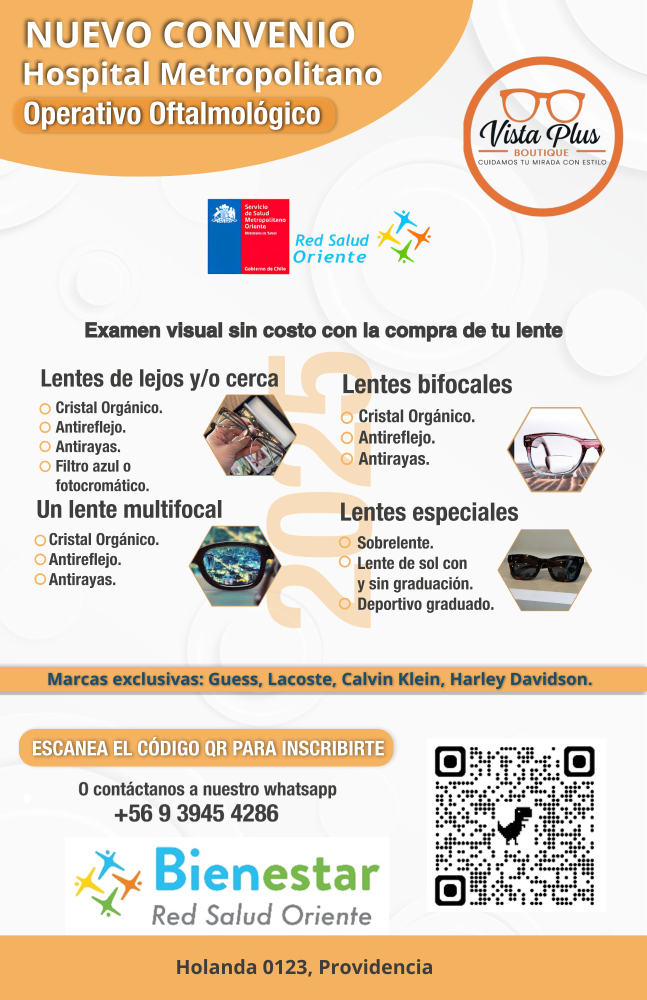 NUEVO CONVENIO
Hospital Metropolitano
Operativo Oftalmológico
Vista Plus
BOUTIQUE
CUIDAMOS TU MIRADA CON ESTILO
Servicio
de Salud
Metropolitano
Oriente
Ministerio de Salud
Gobierno de Chile
Red Salud
Oriente
Examen visual sin costo con la compra de tu lente
2025
Lentes de lejos y/o cerca
Cristal Orgánico.
Antireflejo.
Antirayas.
Filtro azul o
fotocromático.
Lentes bifocales
Cristal Orgánico.
Antireflejo.
Antirayas.
Un lente multifocal
Cristal Orgánico.
Antireflejo.
Antirayas.
Lentes especiales
Sobrelente.
Lente de sol con
y sin graduación.
Deportivo graduado.
Marcas exclusivas: Guess, Lacoste, Calvin Klein, Harley Davidson.
ESCANEA EL CÓDIGO QR PARA INSCRIBIRTE
O contáctanos a nuestro whatsapp
+56 9 3945 4286
Bienestar
Red Salud Oriente
Holanda 0123, Providencia